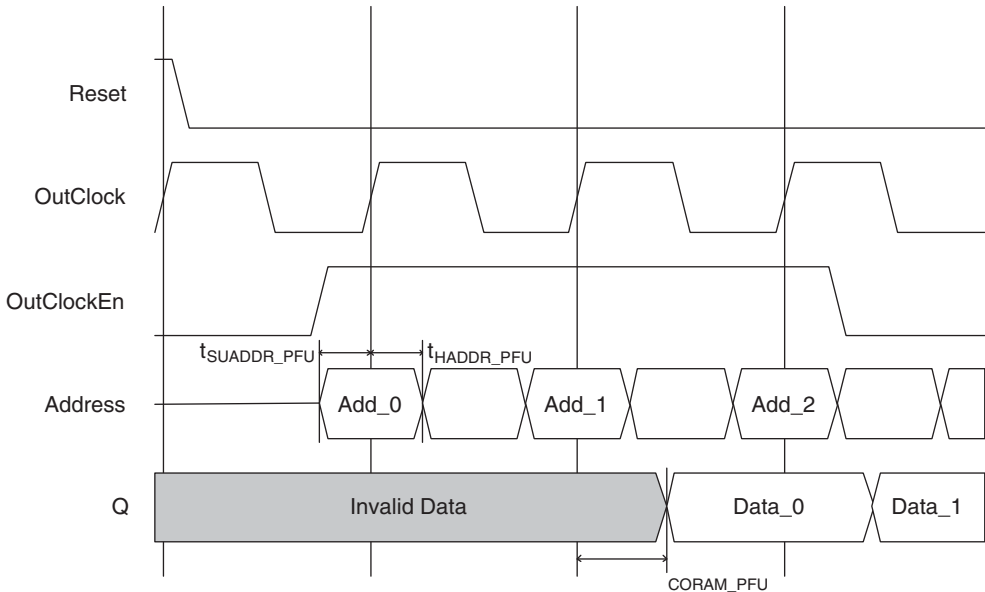 Reset
OutClock
OutClockEn
tSUADDR_PFU tHADDR_PFU
Address Add_0 Add_1 Add_2
Q Invalid Data Data_0 Data_1
CORAM_PFU